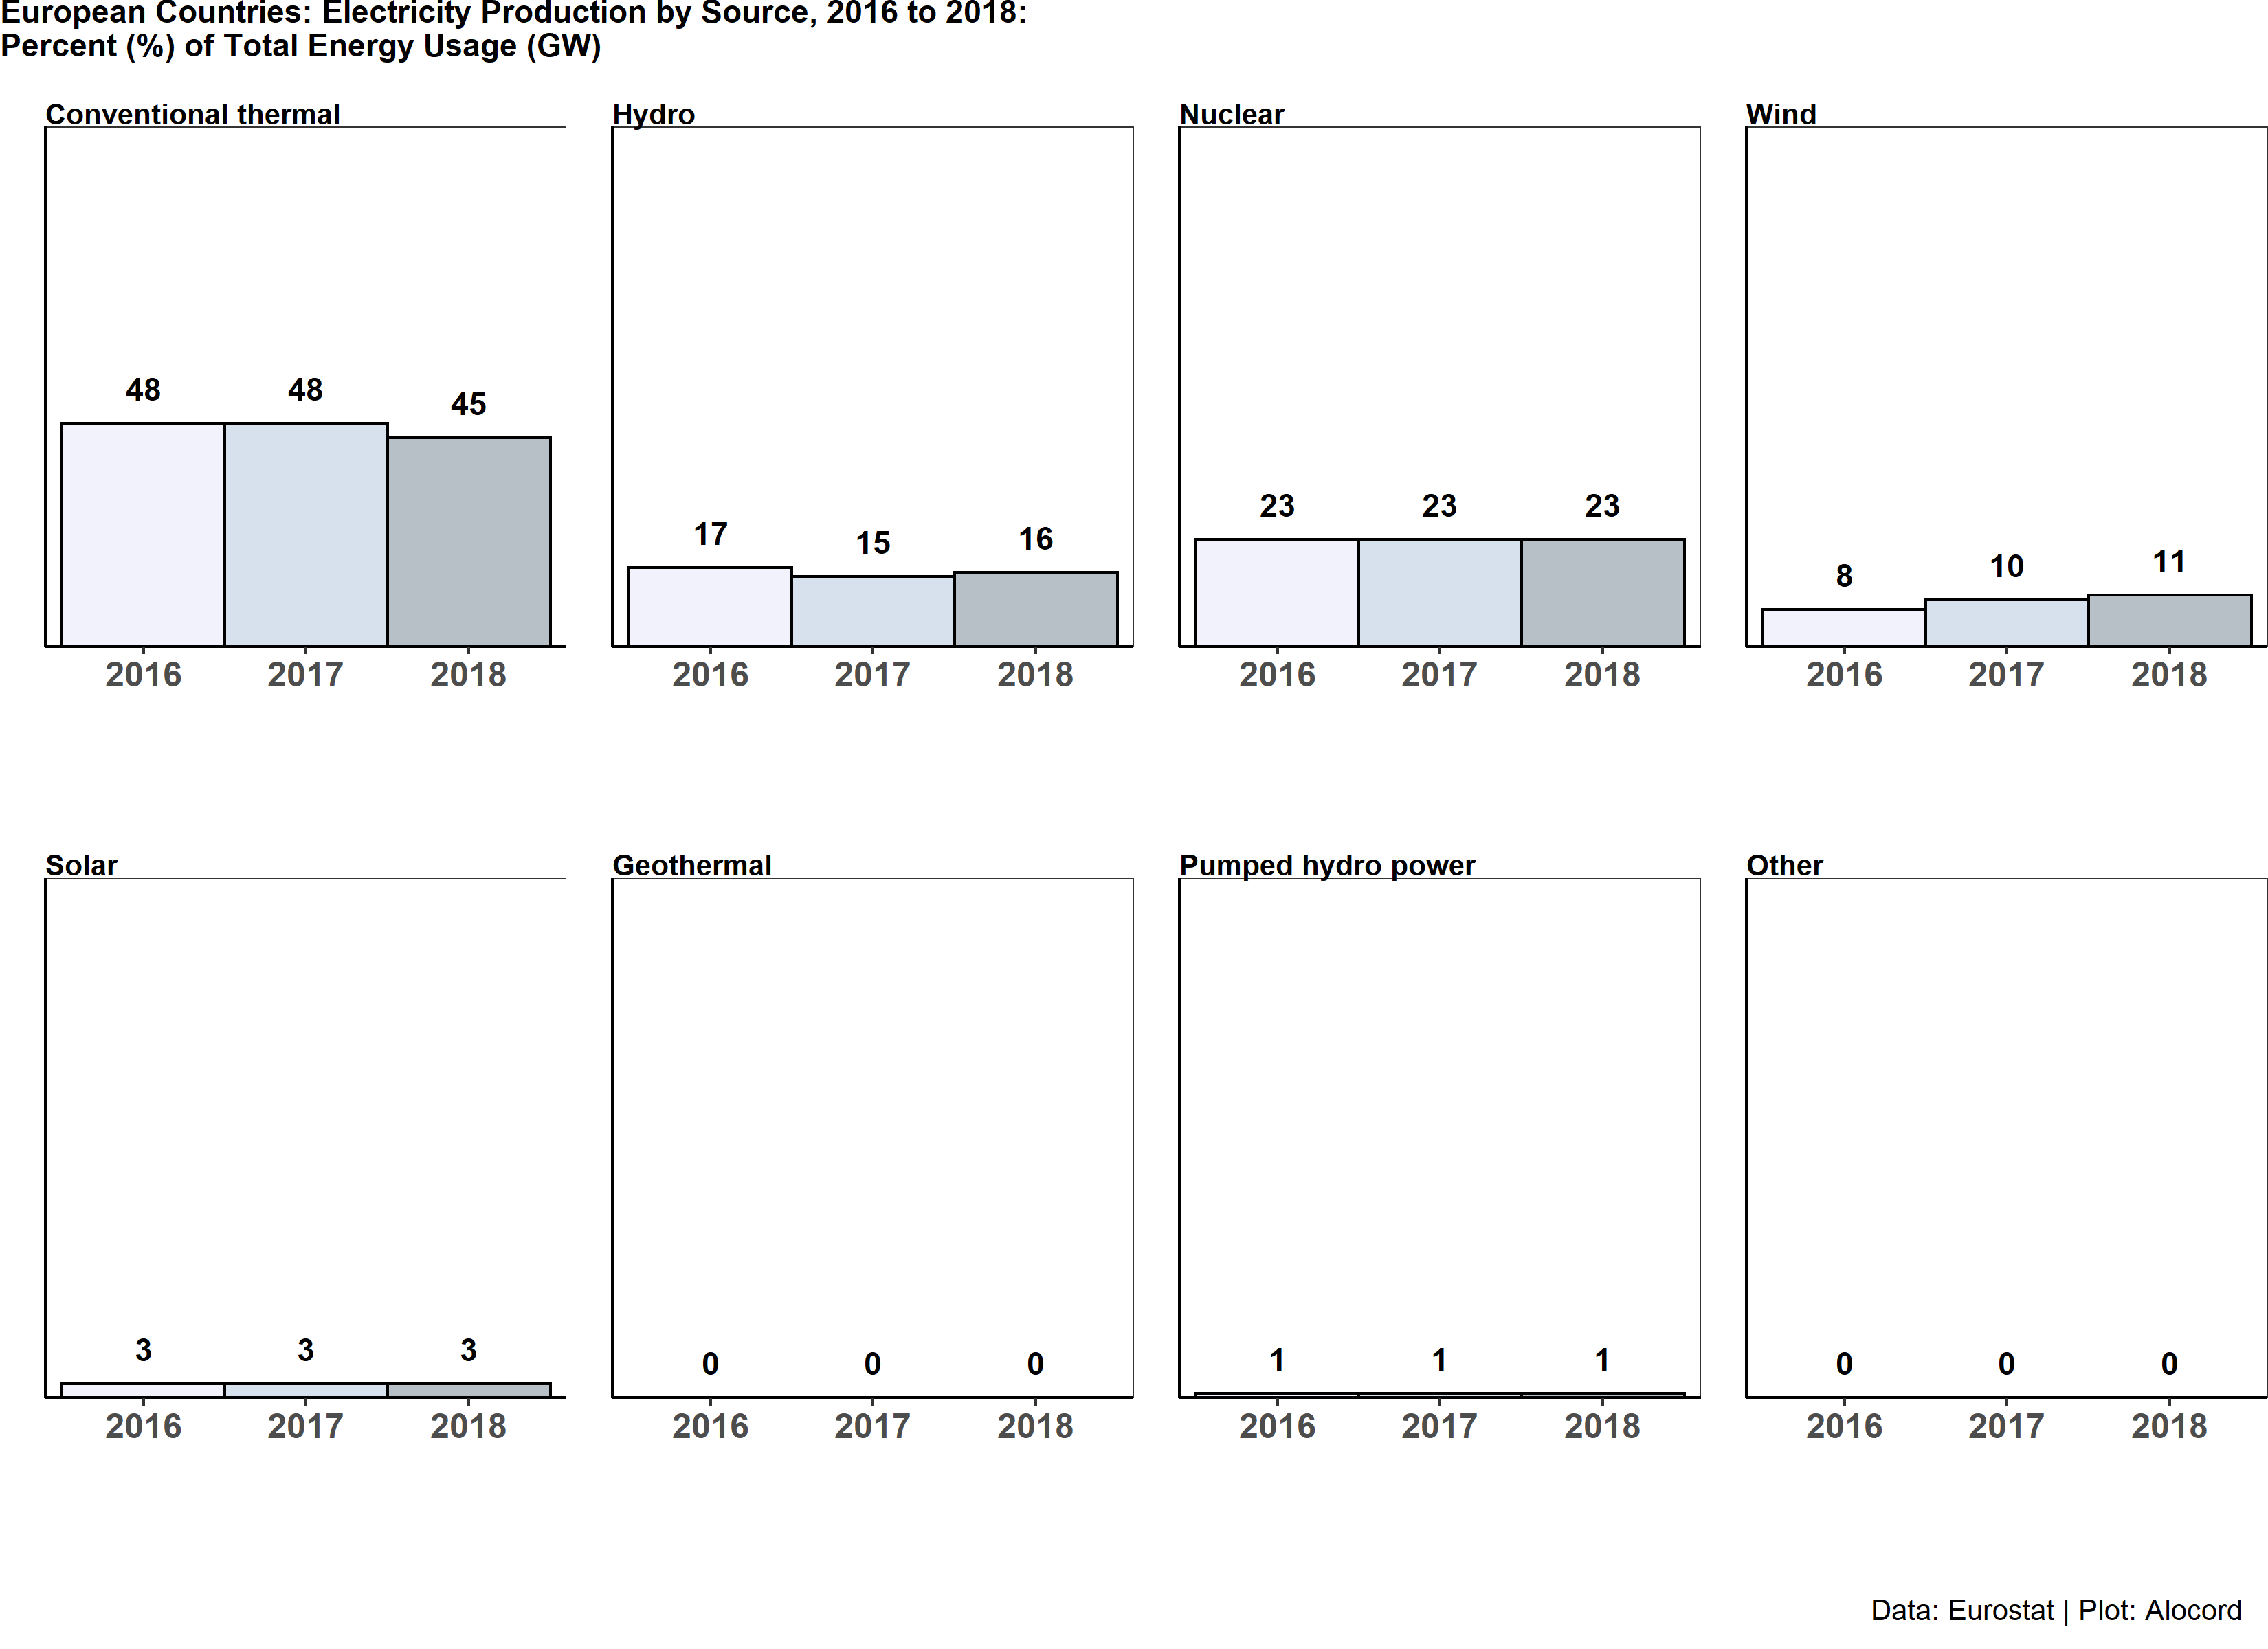 European Countries: Electricity Production by Source, 2016 to 2018:
Percent (%) of Total Energy Usage (GW)
Conventional thermal
48 48 45
2016 2017 2018
Hydro
17 15 16
2016 2017 2018
Nuclear
23 23 23
2016 2017 2018
Wind
8 10 11
2016 2017 2018
Solar
3 3 3
2016 2017 2018
Geothermal
0 0 0
2016 2017 2018
Pumped hydro power
1 1 1
2016 2017 2018
Other
0 0 0
2016 2017 2018
Data: Eurostat | Plot: Alocord